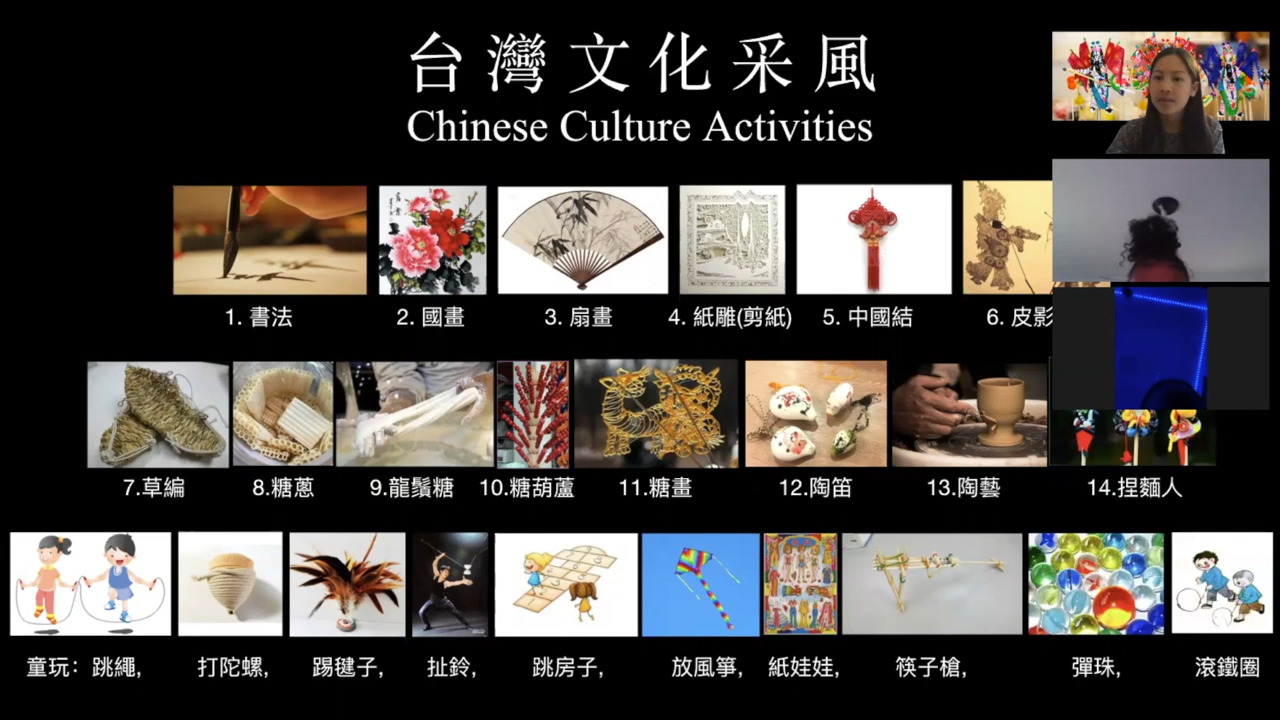 台灣文化采風
Chinese Culture Activities
1. 書法 2. 國畫 3. 扇畫 4. 紙雕(剪紙) 5. 中國結 6. 皮影
7.草編 8.糖蔥 9.龍鬚糖 10.糖葫蘆 11.糖畫 12.陶笛 13.陶藝 14.捏麵人
童玩：跳繩, 打陀螺, 踢毽子, 扯鈴, 跳房子, 放風箏, 紙娃娃, 筷子槍, 彈珠, 滾鐵圈